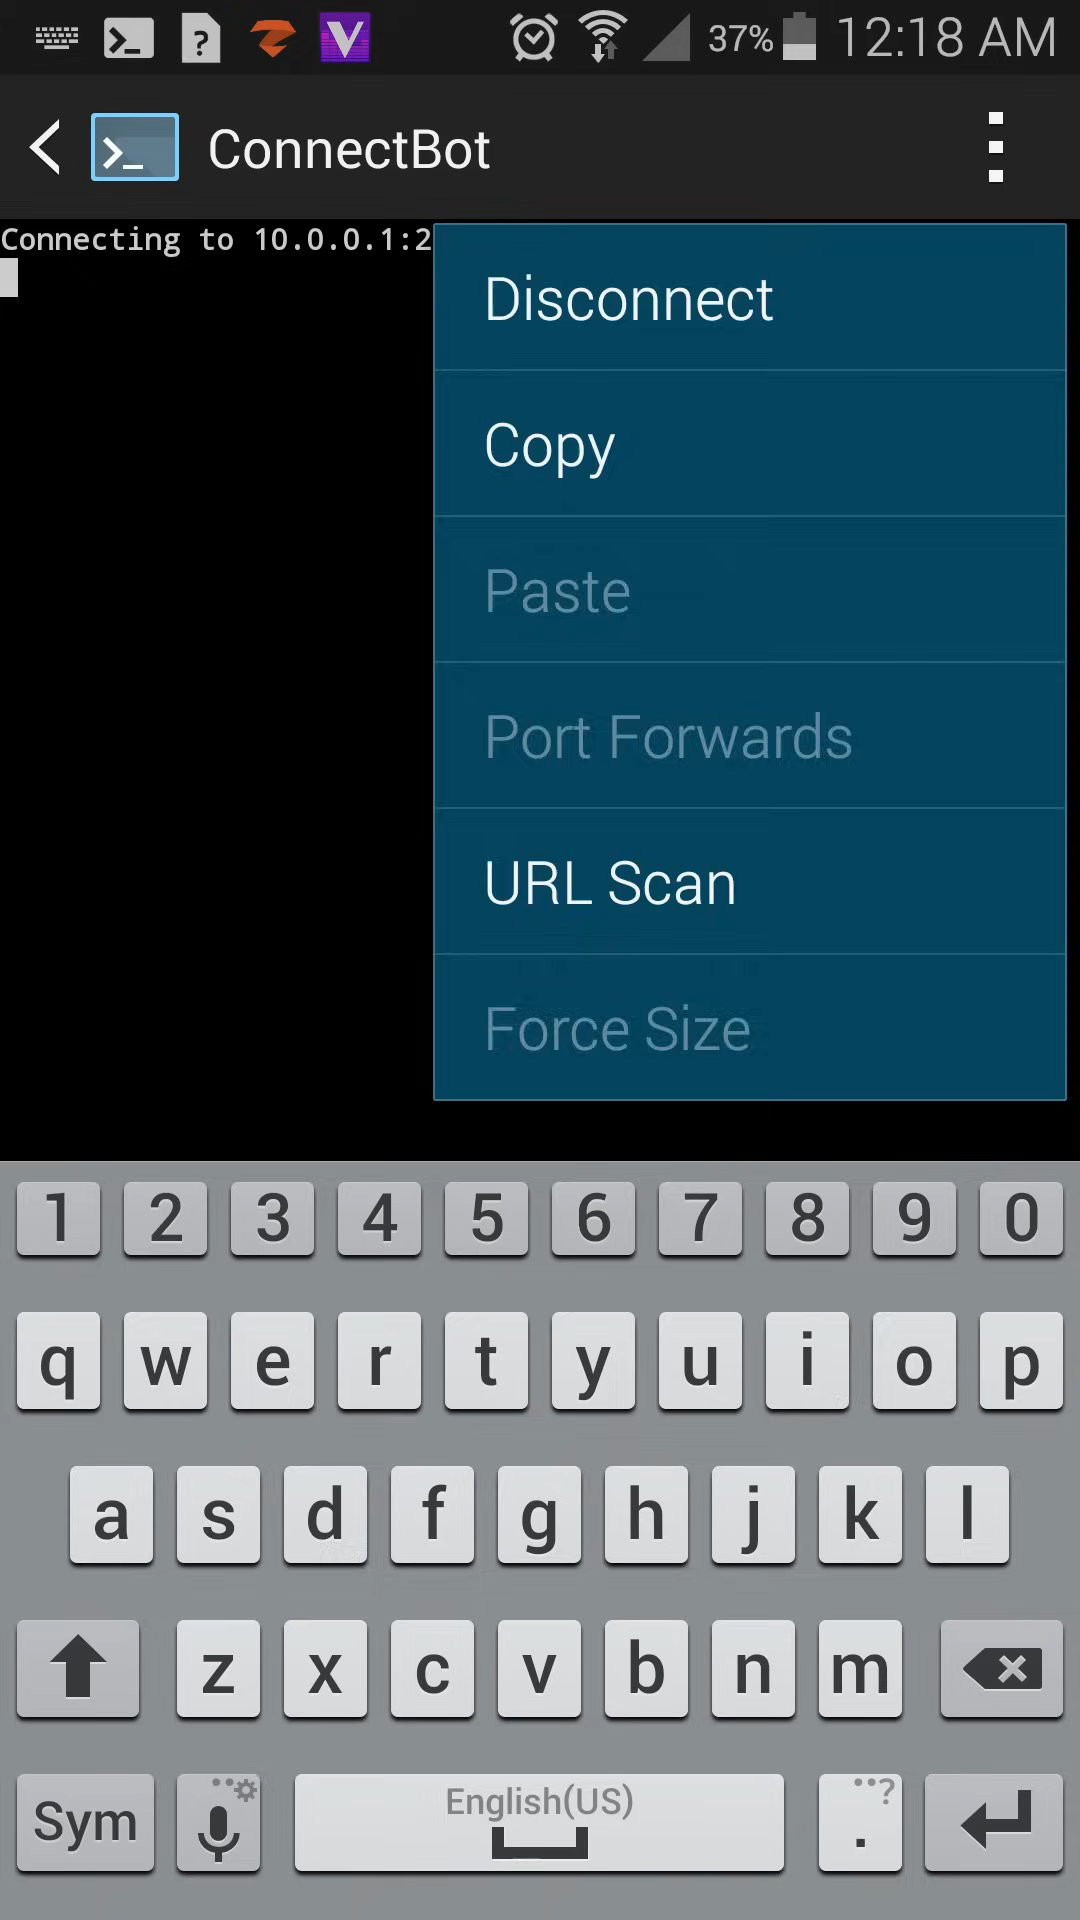 37% 12:18 AM
ConnectBot
Connecting to 10.0.0.1:2
Disconnect
Copy
Paste
Port Forwards
URL Scan
Force Size
1 2 3 4 5 6 7 8 9 0
q w e r t y u i o p
a s d f g h j k l
z x c v b n m
Sym English(US) . ?